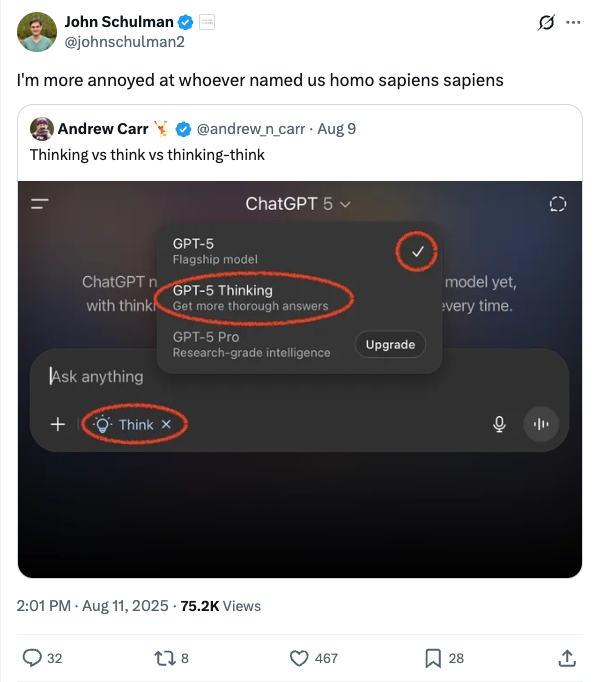 John Schulman
@johnschulman2
I'm more annoyed at whoever named us homo sapiens sapiens
Andrew Carr @andrew_n_carr · Aug 9
Thinking vs think vs thinking-think
ChatGPT 5
GPT-5
Flagship model
ChatGPT n
model yet,
GPT-5 Thinking
with thinki
Get more thorough answers
every time.
GPT-5 Pro
Research-grade intelligence
Upgrade
Ask anything
Think ×
2:01 PM · Aug 11, 2025 · 75.2K Views
32 8 467 28